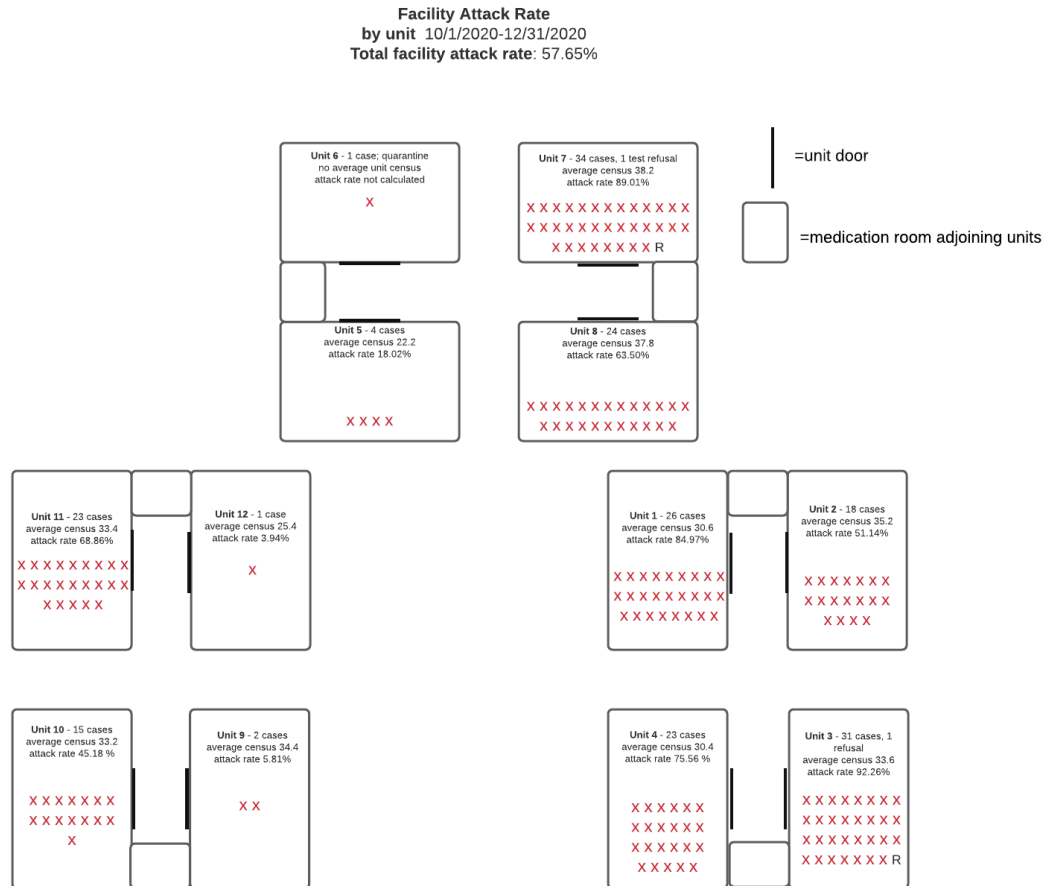 Facility Attack Rate
by unit 10/1/2020-12/31/2020
Total facility attack rate: 57.65%
=unit door
=medication room adjoining units
Unit 6 - 1 case; quarantine
no average unit census
attack rate not calculated
X
Unit 7 - 34 cases, 1 test refusal
average census 38.2
attack rate 89.01%
X X X X X X X X X X X X X
X X X X X X X X X X X X X
X X X X X X X X R
Unit 5 - 4 cases
average census 22.2
attack rate 18.02%
X X X X
Unit 8 - 24 cases
average census 37.8
attack rate 63.50%
X X X X X X X X X X X X X
X X X X X X X X X X X
Unit 11 - 23 cases
average census 33.4
attack rate 68.86%
X X X X X X X X X
X X X X X X X X X
X X X X X
Unit 12 - 1 case
average census 25.4
attack rate 3.94%
X
Unit 1 - 26 cases
average census 30.6
attack rate 84.97%
X X X X X X X X X
X X X X X X X X X
X X X X X X X X
Unit 2 - 18 cases
average census 35.2
attack rate 51.14%
X X X X X X X
X X X X X X X
X X X X
Unit 10 - 15 cases
average census 33.2
attack rate 45.18 %
X X X X X X X
X X X X X X X
X
Unit 9 - 2 cases
average census 34.4
attack rate 5.81%
X X
Unit 4 - 23 cases
average census 30.4
attack rate 75.56 %
X X X X X X
X X X X X X
X X X X X X
X X X X X
Unit 3 - 31 cases, 1
refusal
average census 33.6
attack rate 92.26%
X X X X X X X X
X X X X X X X X
X X X X X X X X
X X X X X X X R